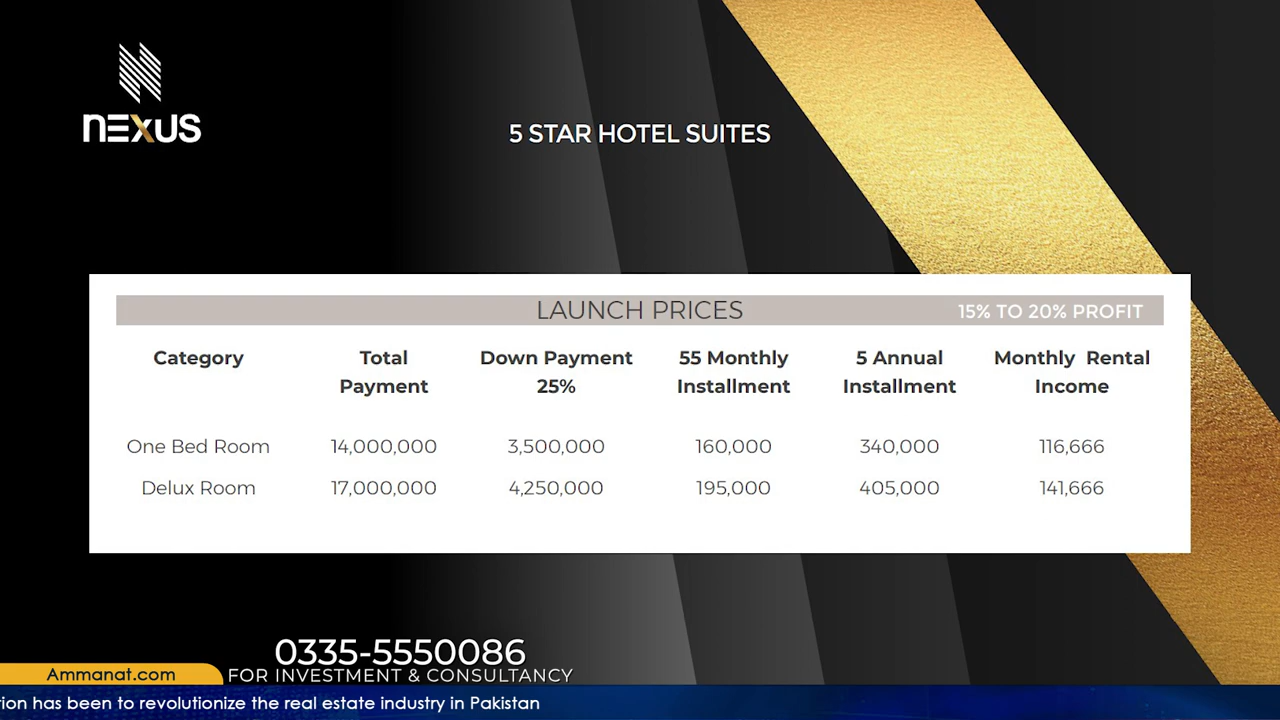 NEXUS
5 STAR HOTEL SUITES
LAUNCH PRICES 15% TO 20% PROFIT
Category Total Payment Down Payment 25% 55 Monthly Installment 5 Annual Installment Monthly Rental Income
One Bed Room 14,000,000 3,500,000 160,000 340,000 116,666
Delux Room 17,000,000 4,250,000 195,000 405,000 141,666
0335-5550086
FOR INVESTMENT & CONSULTANCY
Ammanat.com
tion has been to revolutionize the real estate industry in Pakistan